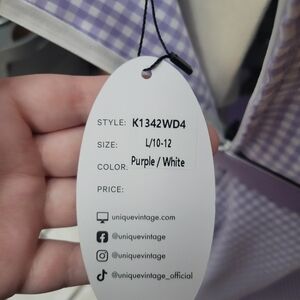 STYLE: K1342WD4
SIZE: L/10-12
COLOR: Purple / White
PRICE:
uniquevintage.com
@uniquevintage
@uniquevintage
@uniquevintage_official